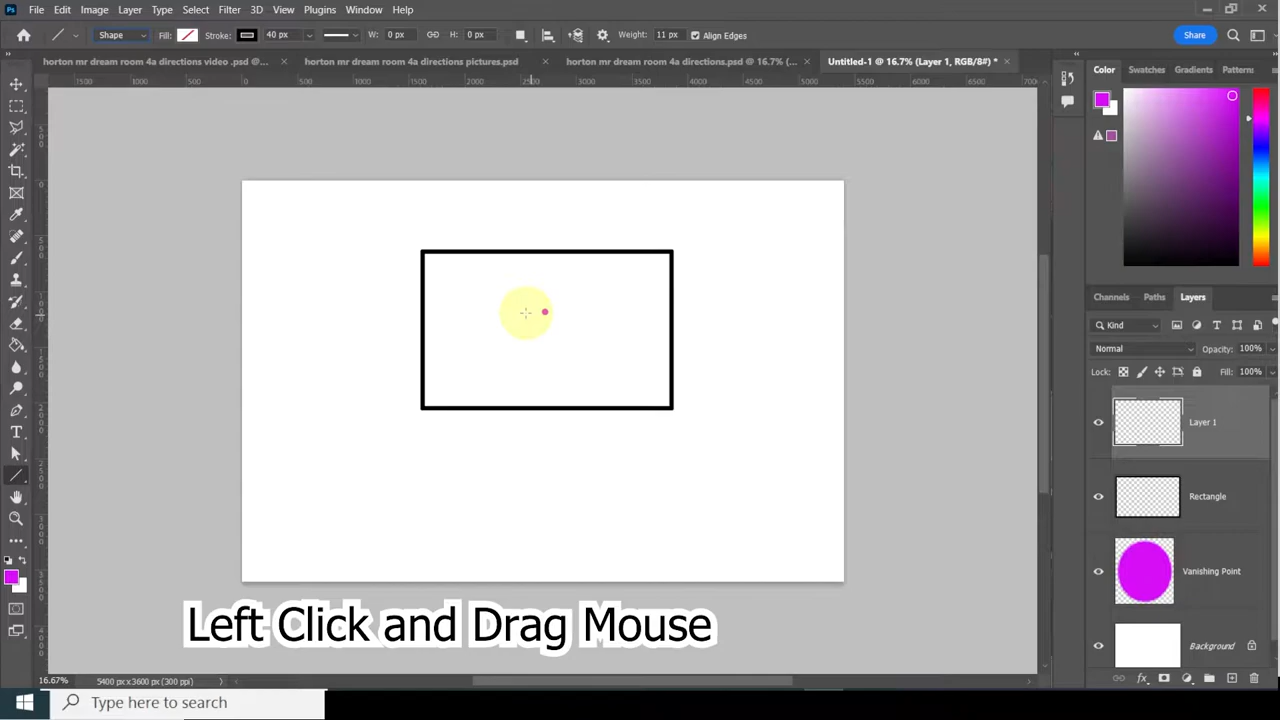 Ps File Edit Image Layer Type Select Filter 3D View Plugins Window Help
Shape Fill: Stroke: 40 px W: 0 px H: 0 px Weight: 11 px Align Edges Share
horton mr dream room 4a directions video .psd @... × horton mr dream room 4a directions pictures.psd × horton mr dream room 4a directions.psd @ 16.7% (... × Untitled-1 @ 16.7% (Layer 1, RGB/8#) * ×
Color Swatches Gradients Patterns
Channels Paths Layers
Kind
Normal Opacity: 100%
Lock: Fill: 100%
Layer 1
Rectangle
Vanishing Point
Background
Left Click and Drag Mouse
16.67% 5400 px x 3600 px (300 ppi)
Type here to search